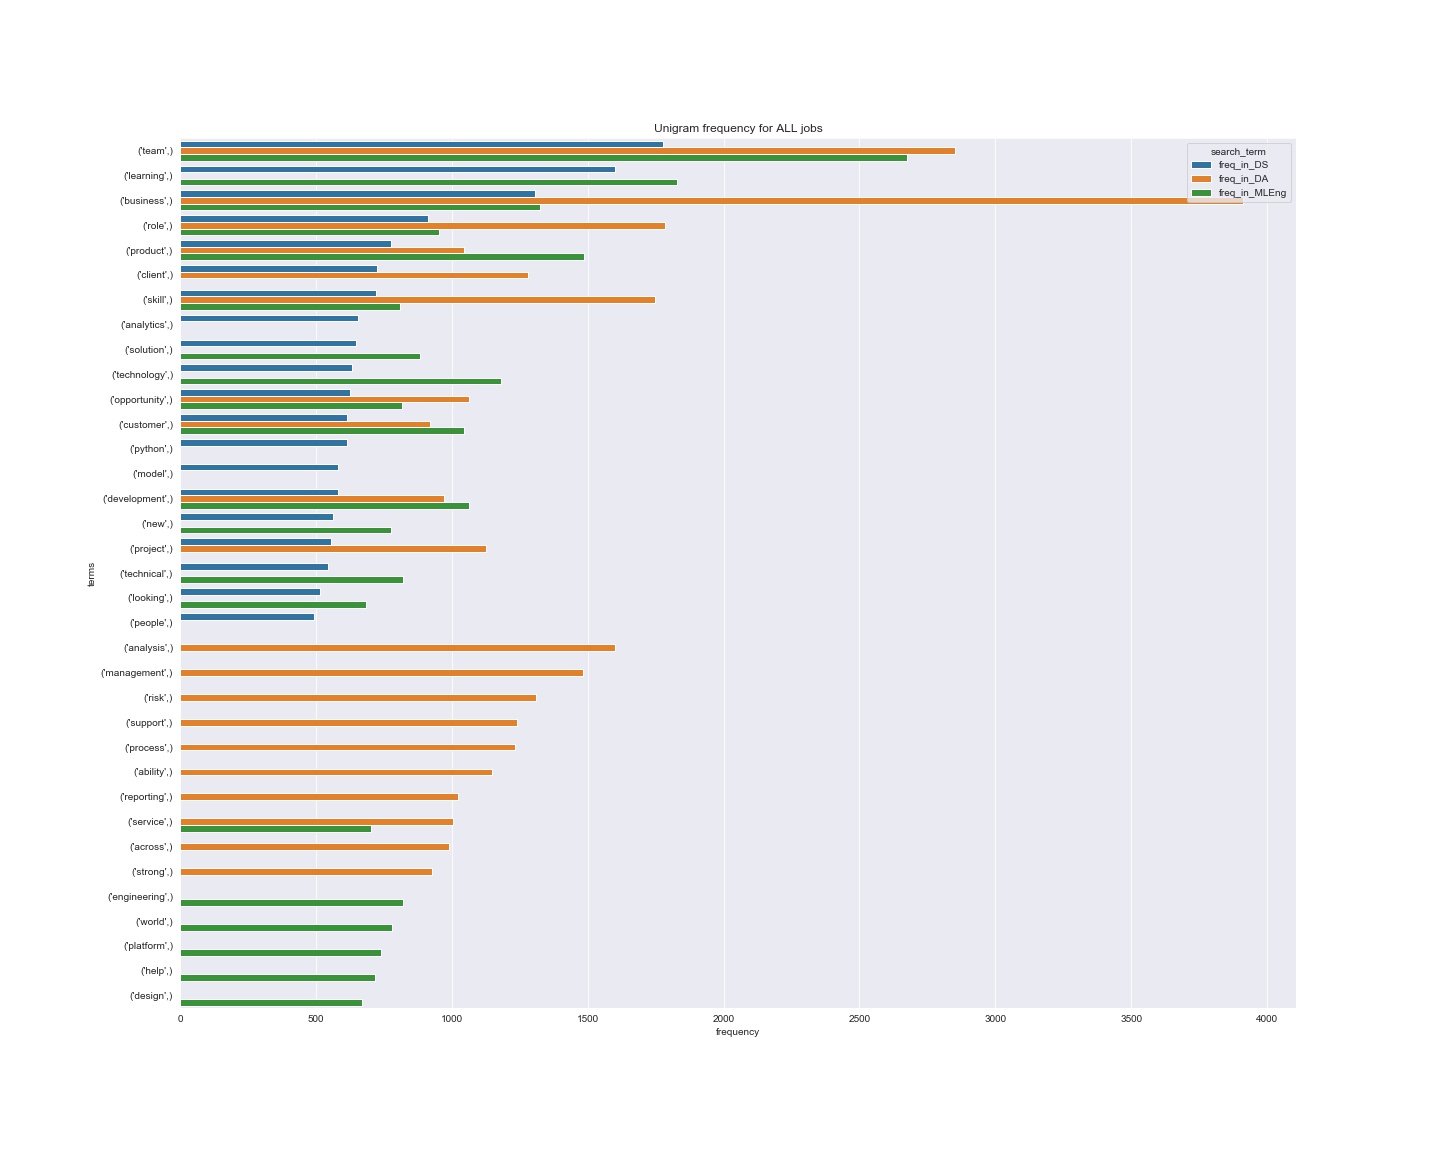 Unigram frequency for ALL jobs
search_term
freq_in_DS
freq_in_DA
freq_in_MLEng
terms
('team',)
('learning',)
('business',)
('role',)
('product',)
('client',)
('skill',)
('analytics',)
('solution',)
('technology',)
('opportunity',)
('customer',)
('python',)
('model',)
('development',)
('new',)
('project',)
('technical',)
('looking',)
('people',)
('analysis',)
('management',)
('risk',)
('support',)
('process',)
('ability',)
('reporting',)
('service',)
('across',)
('strong',)
('engineering',)
('world',)
('platform',)
('help',)
('design',)
0 500 1000 1500 2000 2500 3000 3500 4000
frequency